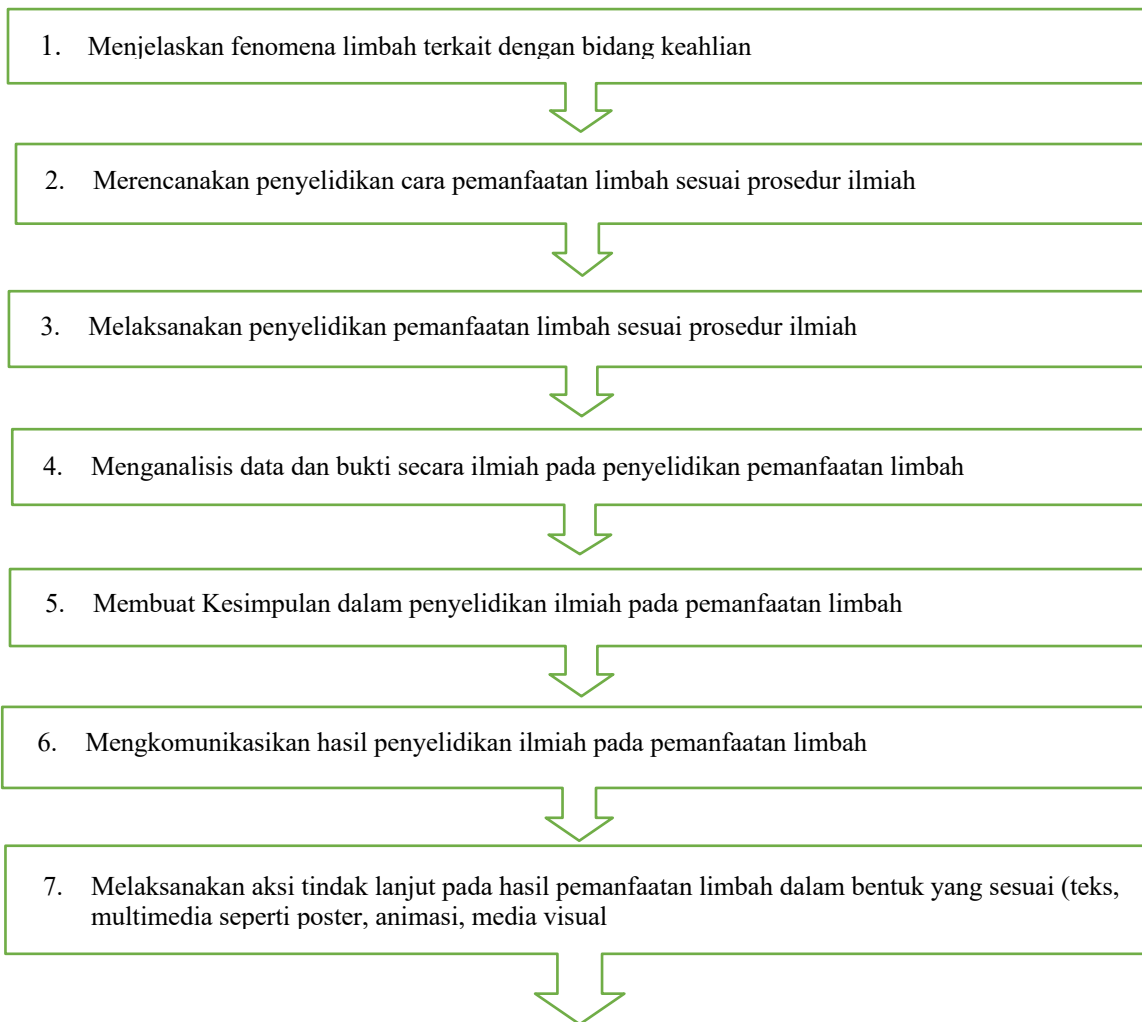 1. Menjelaskan fenomena limbah terkait dengan bidang keahlian
2. Merencanakan penyelidikan cara pemanfaatan limbah sesuai prosedur ilmiah
3. Melaksanakan penyelidikan pemanfaatan limbah sesuai prosedur ilmiah
4. Menganalisis data dan bukti secara ilmiah pada penyelidikan pemanfaatan limbah
5. Membuat Kesimpulan dalam penyelidikan ilmiah pada pemanfaatan limbah
6. Mengkomunikasikan hasil penyelidikan ilmiah pada pemanfaatan limbah
7. Melaksanakan aksi tindak lanjut pada hasil pemanfaatan limbah dalam bentuk yang sesuai (teks,
multimedia seperti poster, animasi, media visual